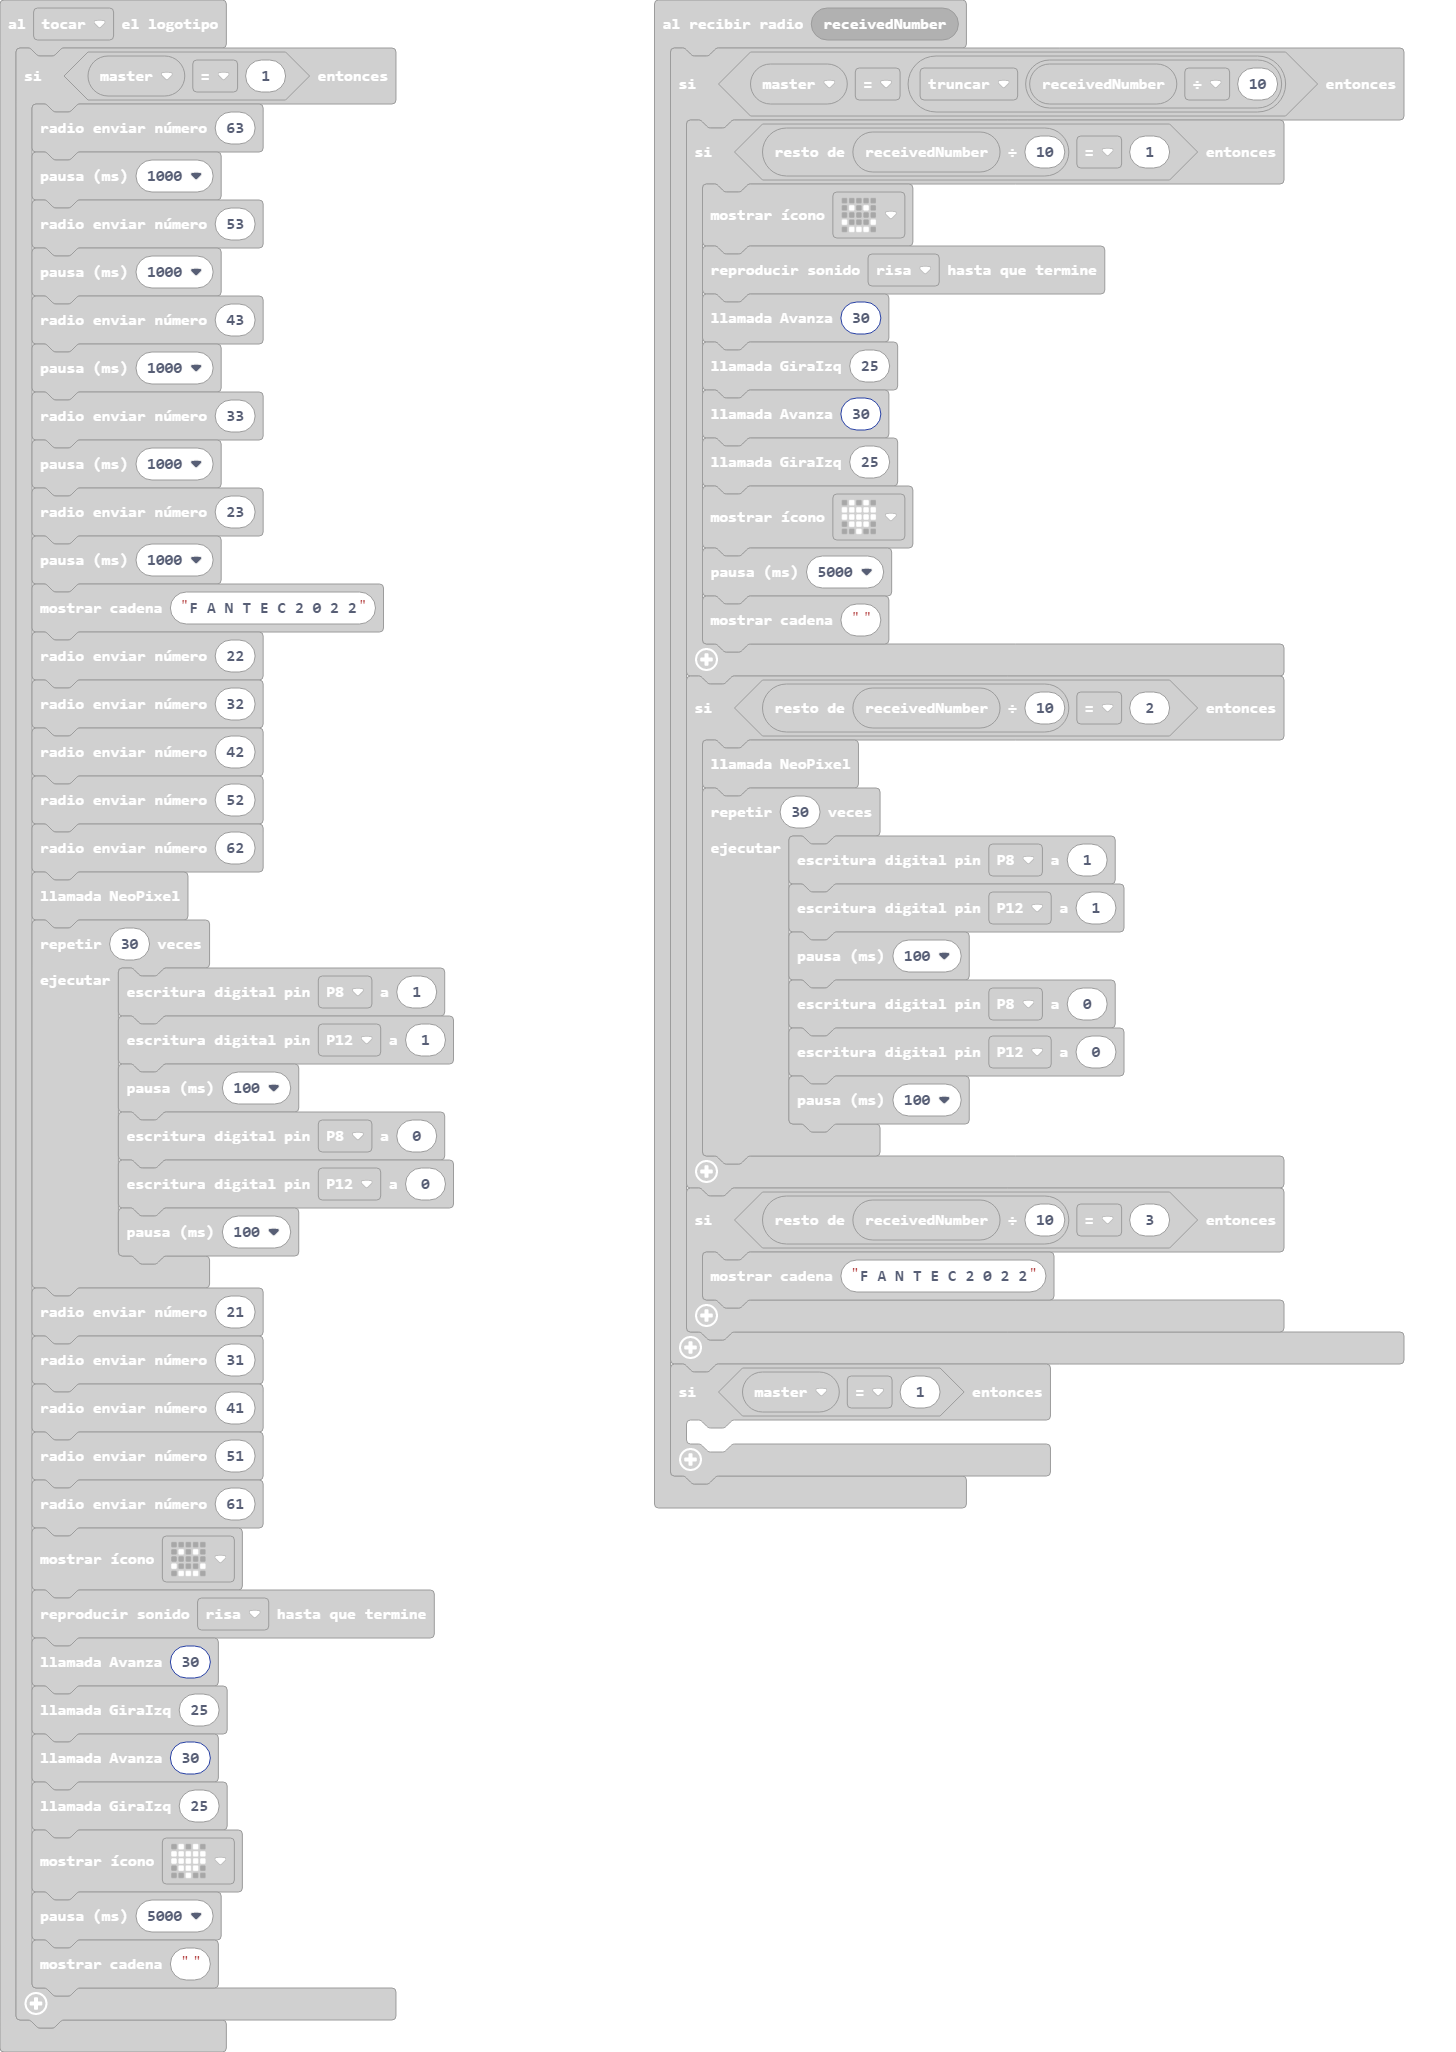 al tocar el logotipo
si master = 1 entonces
radio enviar número 63
pausa (ms) 1000
radio enviar número 53
pausa (ms) 1000
radio enviar número 43
pausa (ms) 1000
radio enviar número 33
pausa (ms) 1000
radio enviar número 23
pausa (ms) 1000
mostrar cadena "F A N T E C 2 0 2 2"
radio enviar número 22
radio enviar número 32
radio enviar número 42
radio enviar número 52
radio enviar número 62
llamada NeoPixel
repetir 30 veces
ejecutar
escritura digital pin P8 a 1
escritura digital pin P12 a 1
pausa (ms) 100
escritura digital pin P8 a 0
escritura digital pin P12 a 0
pausa (ms) 100
radio enviar número 21
radio enviar número 31
radio enviar número 41
radio enviar número 51
radio enviar número 61
mostrar ícono
reproducir sonido risa hasta que termine
llamada Avanza 30
llamada GiraIzq 25
llamada Avanza 30
llamada GiraIzq 25
mostrar ícono
pausa (ms) 5000
mostrar cadena " "
al recibir radio receivedNumber
si master = truncar receivedNumber ÷ 10 entonces
si resto de receivedNumber ÷ 10 = 1 entonces
mostrar ícono
reproducir sonido risa hasta que termine
llamada Avanza 30
llamada GiraIzq 25
llamada Avanza 30
llamada GiraIzq 25
mostrar ícono
pausa (ms) 5000
mostrar cadena " "
si resto de receivedNumber ÷ 10 = 2 entonces
llamada NeoPixel
repetir 30 veces
ejecutar
escritura digital pin P8 a 1
escritura digital pin P12 a 1
pausa (ms) 100
escritura digital pin P8 a 0
escritura digital pin P12 a 0
pausa (ms) 100
si resto de receivedNumber ÷ 10 = 3 entonces
mostrar cadena "F A N T E C 2 0 2 2"
si master = 1 entonces